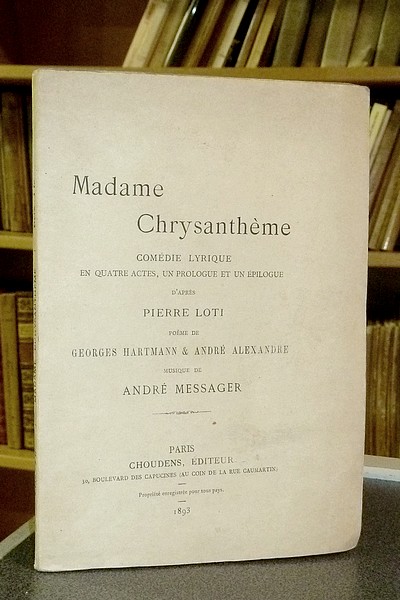 Madame
Chrysanthème
COMÉDIE LYRIQUE
EN QUATRE ACTES, UN PROLOGUE ET UN ÉPILOGUE
D'APRÈS
PIERRE LOTI
POÈME DE
GEORGES HARTMANN & ANDRÉ ALEXANDRE
MUSIQUE DE
ANDRÉ MESSAGER
PARIS
CHOUDENS, EDITEUR
30, BOULEVARD DES CAPUCINES (AU COIN DE LA RUE CAUMARTIN)
Propriété enregistrée pour tous pays.
1893